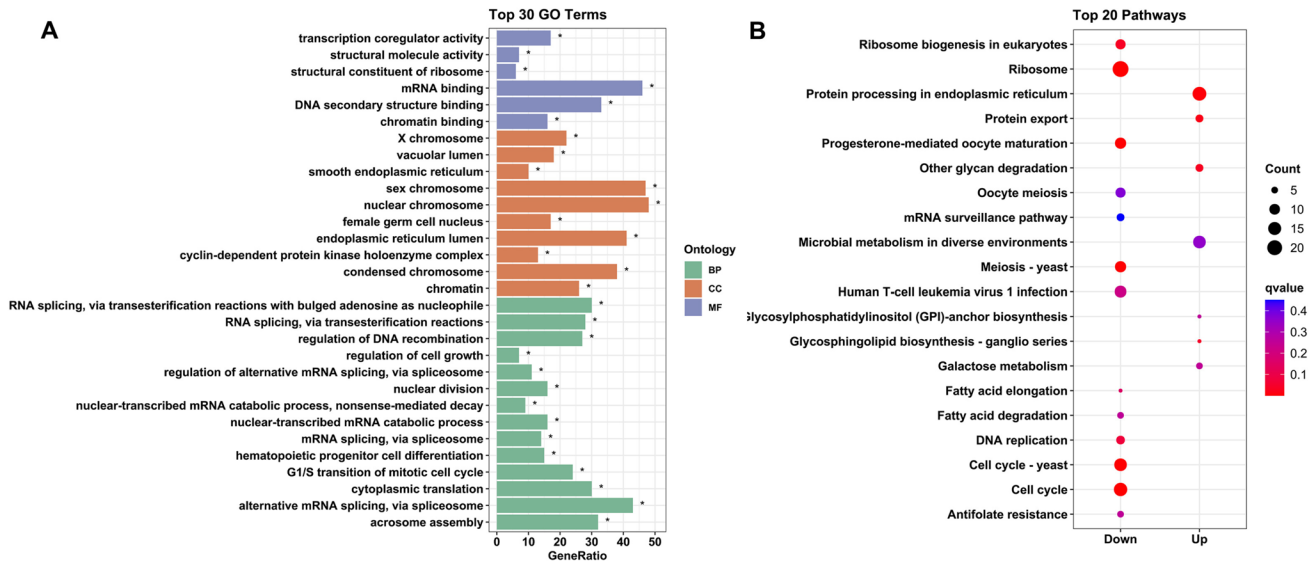 A
Top 30 GO Terms
transcription coregulator activity
structural molecule activity
structural constituent of ribosome
mRNA binding
DNA secondary structure binding
chromatin binding
X chromosome
vacuolar lumen
smooth endoplasmic reticulum
sex chromosome
nuclear chromosome
female germ cell nucleus
endoplasmic reticulum lumen
cyclin-dependent protein kinase holoenzyme complex
condensed chromosome
chromatin
RNA splicing, via transesterification reactions with bulged adenosine as nucleophile
RNA splicing, via transesterification reactions
regulation of DNA recombination
regulation of cell growth
regulation of alternative mRNA splicing, via spliceosome
nuclear division
nuclear-transcribed mRNA catabolic process, nonsense-mediated decay
nuclear-transcribed mRNA catabolic process
mRNA splicing, via spliceosome
hematopoietic progenitor cell differentiation
G1/S transition of mitotic cell cycle
cytoplasmic translation
alternative mRNA splicing, via spliceosome
acrosome assembly
* * * * * * * * * * * * * * * * * * * * * * * * * * * * * *
0 10 20 30 40 50
GeneRatio
Ontology
BP
CC
MF
B
Top 20 Pathways
Ribosome biogenesis in eukaryotes
Ribosome
Protein processing in endoplasmic reticulum
Protein export
Progesterone-mediated oocyte maturation
Other glycan degradation
Oocyte meiosis
mRNA surveillance pathway
Microbial metabolism in diverse environments
Meiosis - yeast
Human T-cell leukemia virus 1 infection
Glycosylphosphatidylinositol (GPI)-anchor biosynthesis
Glycosphingolipid biosynthesis - ganglio series
Galactose metabolism
Fatty acid elongation
Fatty acid degradation
DNA replication
Cell cycle - yeast
Cell cycle
Antifolate resistance
Down Up
Count
5
10
15
20
qvalue
0.4
0.3
0.2
0.1